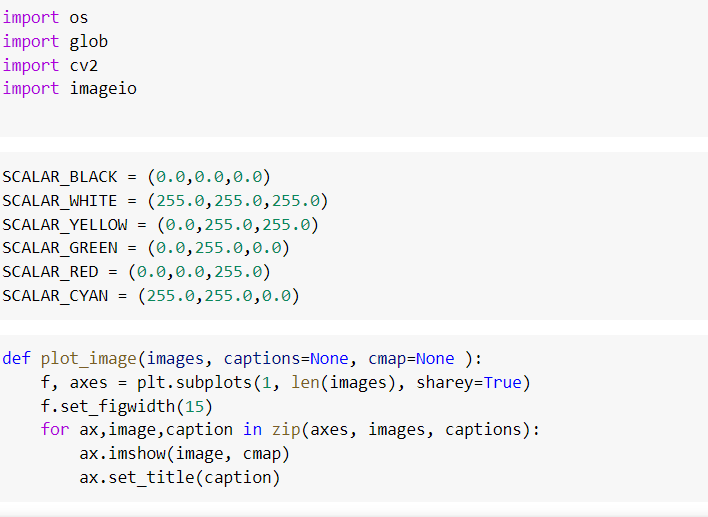 import os
import glob
import cv2
import imageio
SCALAR_BLACK = (0.0,0.0,0.0)
SCALAR_WHITE = (255.0,255.0,255.0)
SCALAR_YELLOW = (0.0,255.0,255.0)
SCALAR_GREEN = (0.0,255.0,0.0)
SCALAR_RED = (0.0,0.0,255.0)
SCALAR_CYAN = (255.0,255.0,0.0)
def plot_image(images, captions=None, cmap=None ):
    f, axes = plt.subplots(1, len(images), sharey=True)
    f.set_figwidth(15)
    for ax,image,caption in zip(axes, images, captions):
        ax.imshow(image, cmap)
        ax.set_title(caption)